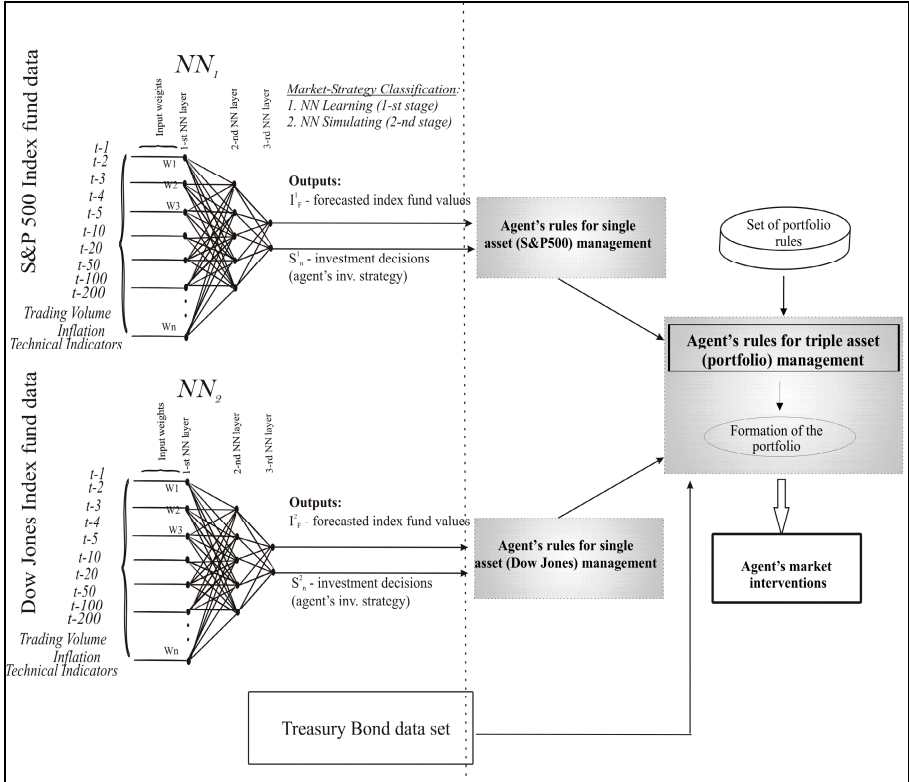 S&P 500 Index fund data
NN1
Input weights
1-st NN layer
2-nd NN layer
3-rd NN layer
Market-Strategy Classification:
1. NN Learning (1-st stage)
2. NN Simulating (2-nd stage)
t-1
t-2
t-3
t-4
t-5
t-10
t-20
t-50
t-100
t-200
Trading Volume
Inflation
Technical Indicators
W1
W2
W3
Wn
Outputs:
I¹F - forecasted index fund values
S¹n - investment decisions
(agent's inv. strategy)
Agent's rules for single
asset (S&P500) management
Set of portfolio
rules
Agent's rules for triple asset
(portfolio) management
Formation of the
portfolio
Agent's market
interventions
Dow Jones Index fund data
NN2
Input weights
1-st NN layer
2-nd NN layer
3-rd NN layer
t-1
t-2
t-3
t-4
t-5
t-10
t-20
t-50
t-100
t-200
Trading Volume
Inflation
Technical Indicators
W1
W2
W3
Wn
Outputs:
I²F - forecasted index fund values
S²n - investment decisions
(agent's inv. strategy)
Agent's rules for single
asset (Dow Jones) management
Treasury Bond data set